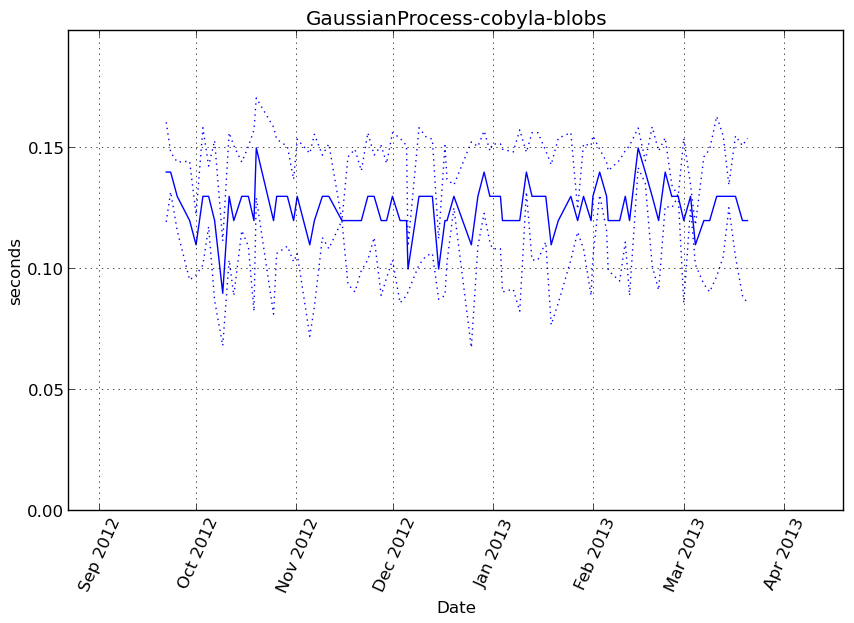 GaussianProcess-cobyla-blobs
0.15
0.10
0.05
0.00
seconds
Sep 2012
Oct 2012
Nov 2012
Dec 2012
Jan 2013
Feb 2013
Mar 2013
Apr 2013
Date